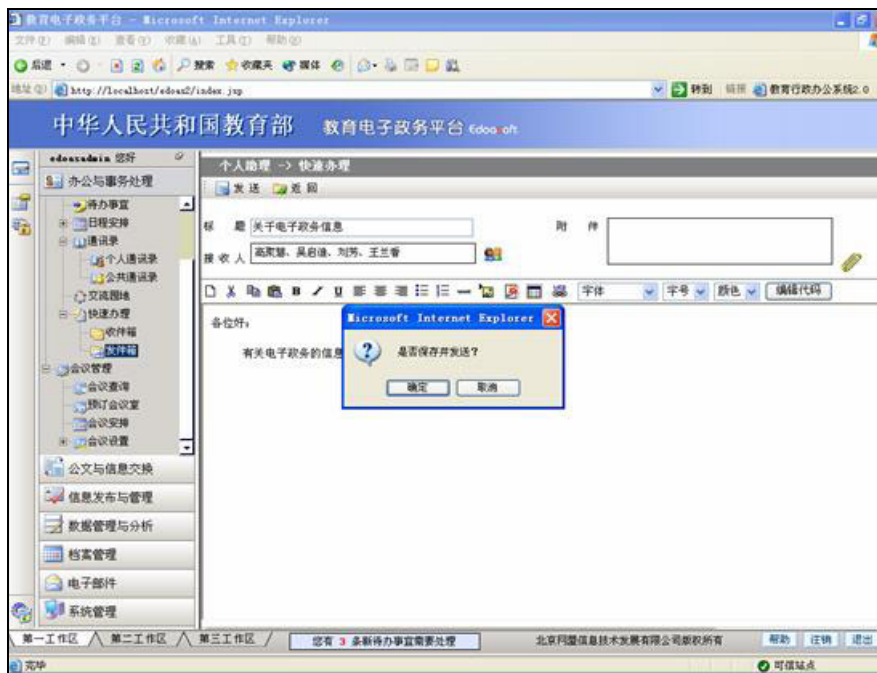 教育电子政务平台 - Microsoft Internet Explorer
文件(F) 编辑(E) 查看(V) 收藏(A) 工具(T) 帮助(H)
后退 搜索 收藏夹 媒体
地址(D) http://localhost/edoas2/index.jsp 转到 链接 教育行政办公系统2.0
中华人民共和国教育部 教育电子政务平台 Edoasoft
edoasadmin 您好
办公与事务处理
待办事宜
日程安排
通讯录
个人通讯录
公共通讯录
交流园地
快速办理
收件箱
发件箱
会议管理
会议查询
预订会议室
会议安排
会议设置
公文与信息交换
信息发布与管理
数据管理与分析
档案管理
电子邮件
系统管理
个人助理 -> 快速办理
发送 返回
标 题 关于电子政务信息 附 件
接收人 吴启迪、刘芳、王兰香
B I U 字体 字号 颜色 编辑代码
各位好,
有关电子政务的信息
Microsoft Internet Explorer
是否保存并发送?
确定 取消
第一工作区 第二工作区 第三工作区 您有 3 条新待办事宜需要处理 北京同盟信息技术发展有限公司版权所有 帮助 注销 退出
完毕 可信站点